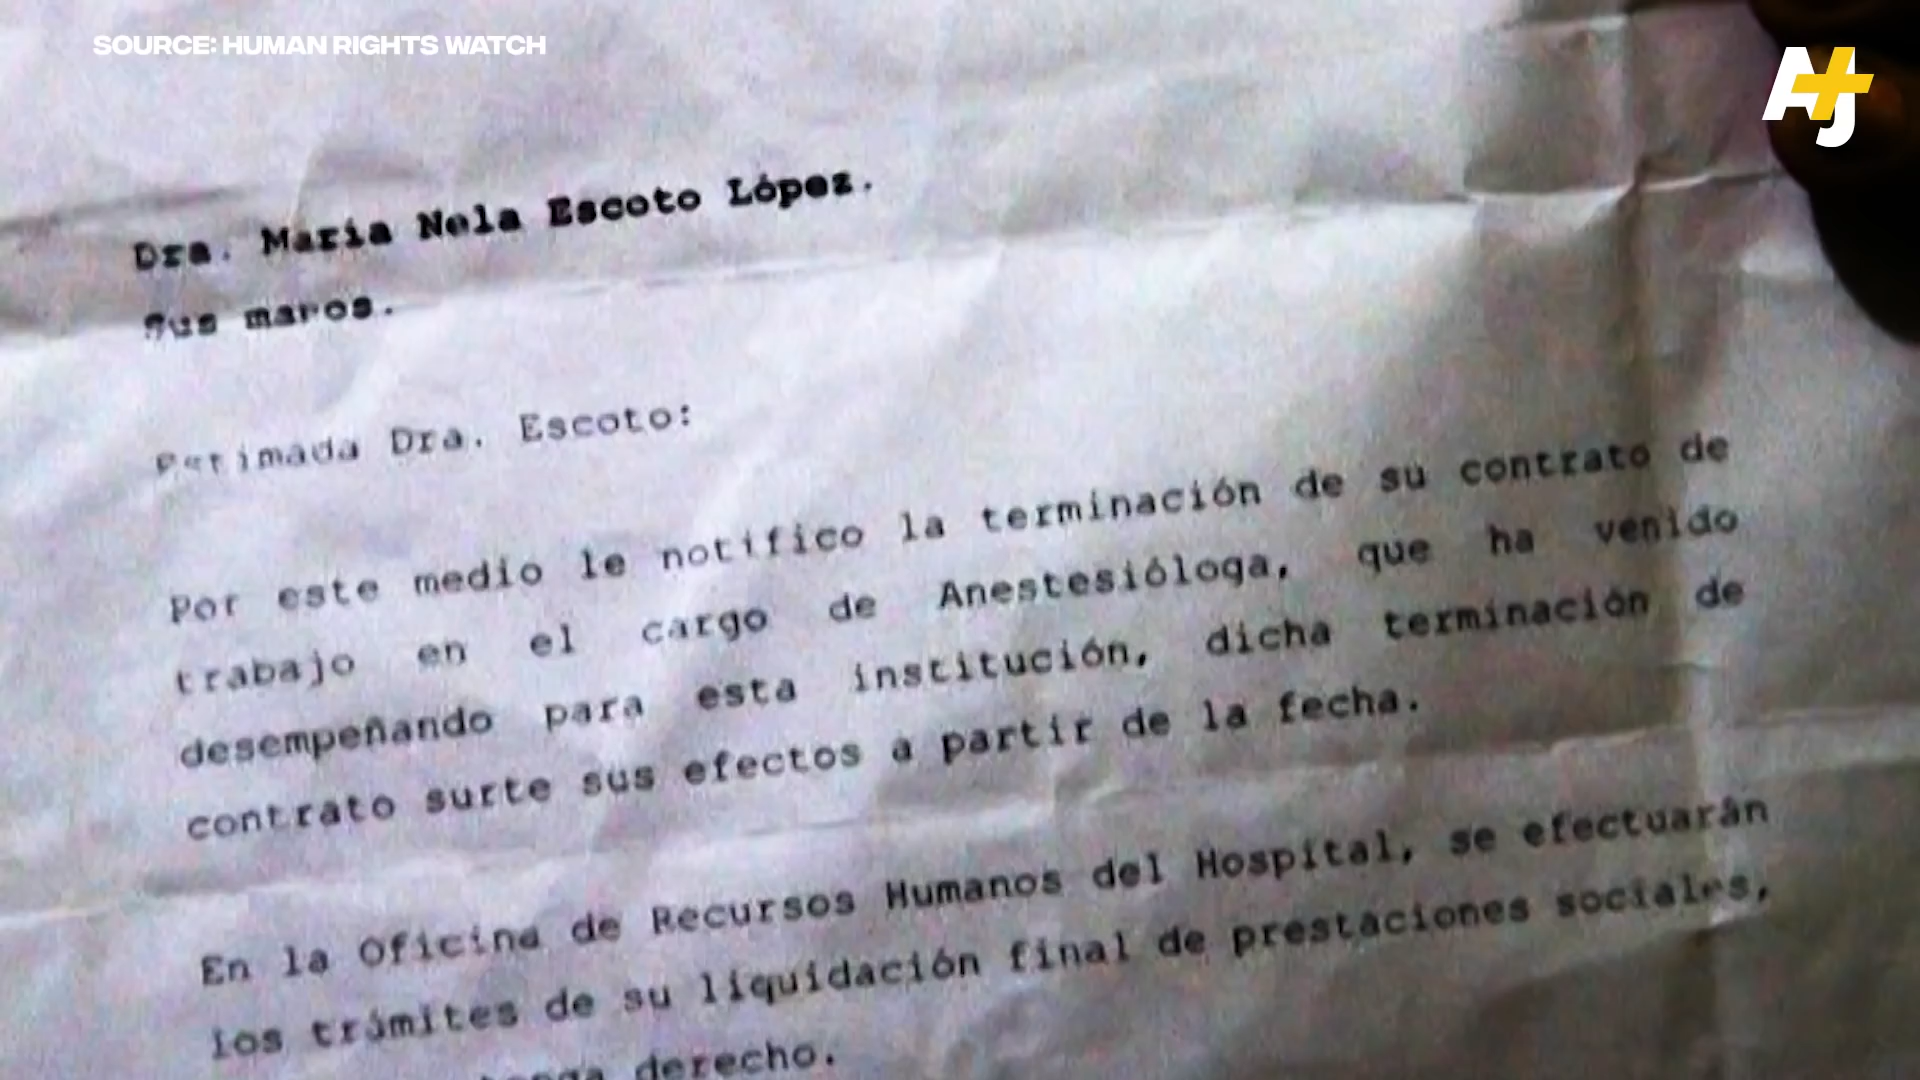 SOURCE: HUMAN RIGHTS WATCH
AJ+
Dra. María Nela Escoto López.
Sus manos.
Estimada Dra. Escoto:
Por este medio le notifico la terminación de su contrato de
trabajo en el cargo de Anestesióloga, que ha venido
desempeñando para esta institución, dicha terminación de
contrato surte sus efectos a partir de la fecha.
En la Oficina de Recursos Humanos del Hospital, se efectuarán
los trámites de su liquidación final de prestaciones sociales,
derecho.